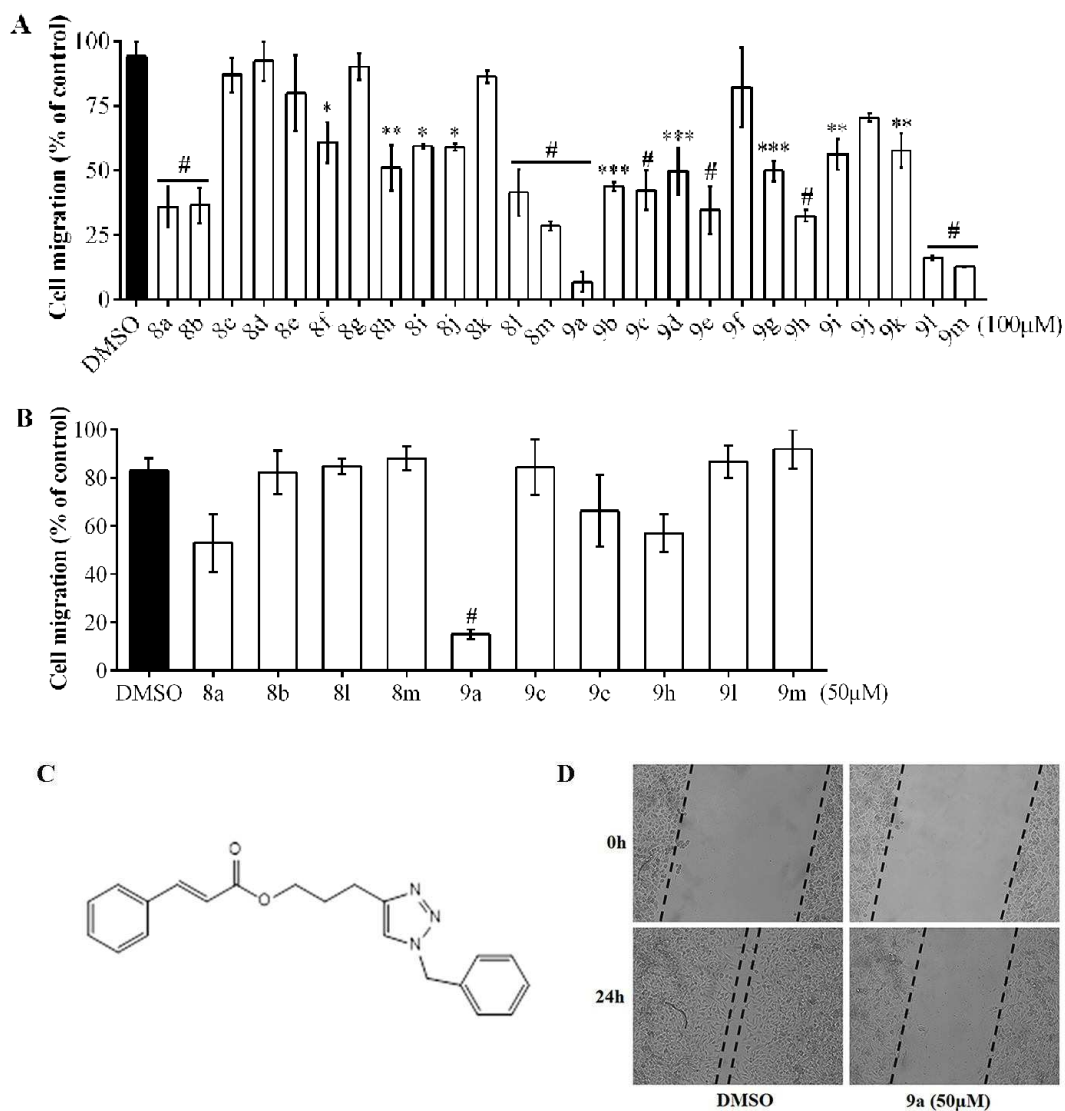 A
Cell migration (% of control)
100
75
50
25
0
#
*
**
*
*
#
***
#
***
#
***
#
**
**
#
DMSO 8a 8b 8c 8d 8e 8f 8g 8h 8i 8j 8k 8l 8m 9a 9b 9c 9d 9e 9f 9g 9h 9i 9j 9k 9l 9m (100μM)
B
Cell migration (% of control)
100
80
60
40
20
0
#
DMSO 8a 8b 8l 8m 9a 9c 9c 9h 9l 9m (50μM)
C
O
O
N
N
N
D
0h
24h
DMSO 9a (50μM)